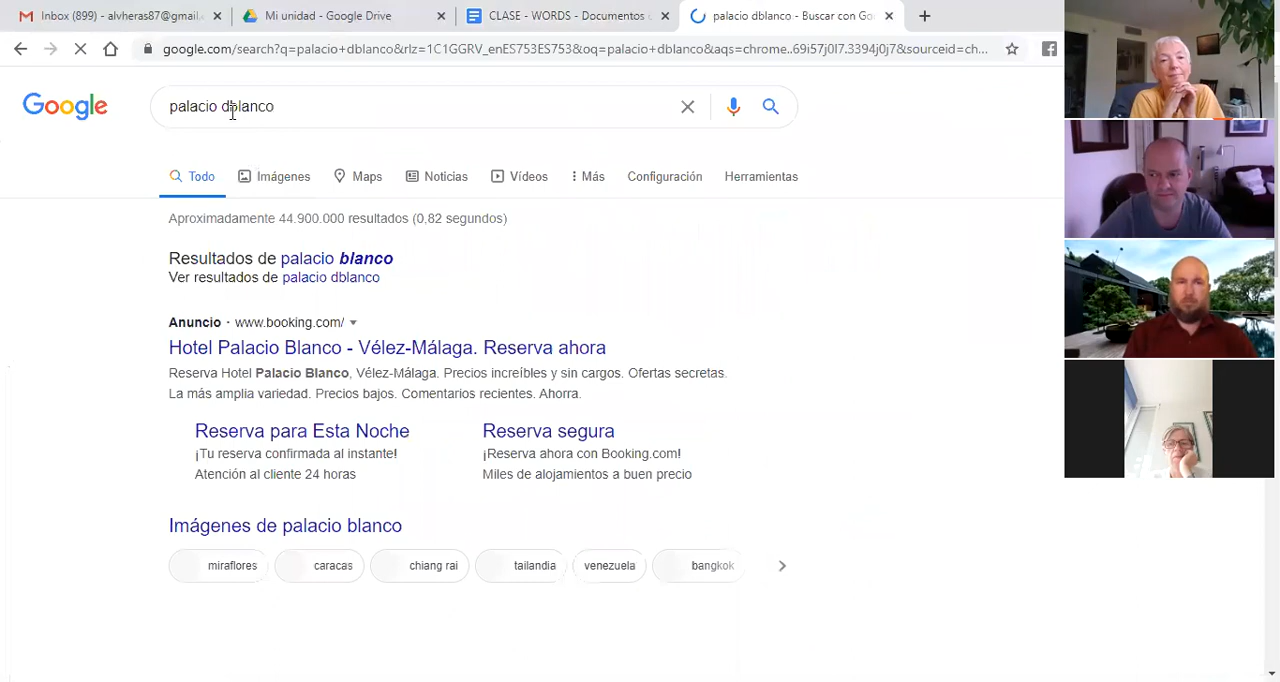 Inbox (899) - alvheras87@gmail.
Mi unidad - Google Drive
CLASE - WORDS - Documentos
palacio dblanco - Buscar con Go
google.com/search?q=palacio+dblanco&rlz=1C1GGRV_enES753ES753&oq=palacio+dblanco&aqs=chrome..69i57j0l7.3394j0j7&sourceid=ch...
Google
palacio dblanco
Todo
Imágenes
Maps
Noticias
Vídeos
Más
Configuración
Herramientas
Aproximadamente 44.900.000 resultados (0,82 segundos)
Resultados de palacio blanco
Ver resultados de palacio dblanco
Anuncio · www.booking.com/
Hotel Palacio Blanco - Vélez-Málaga. Reserva ahora
Reserva Hotel Palacio Blanco, Vélez-Málaga. Precios increíbles y sin cargos. Ofertas secretas.
La más amplia variedad. Precios bajos. Comentarios recientes. Ahorra.
Reserva para Esta Noche
¡Tu reserva confirmada al instante!
Atención al cliente 24 horas
Reserva segura
¡Reserva ahora con Booking.com!
Miles de alojamientos a buen precio
Imágenes de palacio blanco
miraflores
caracas
chiang rai
tailandia
venezuela
bangkok